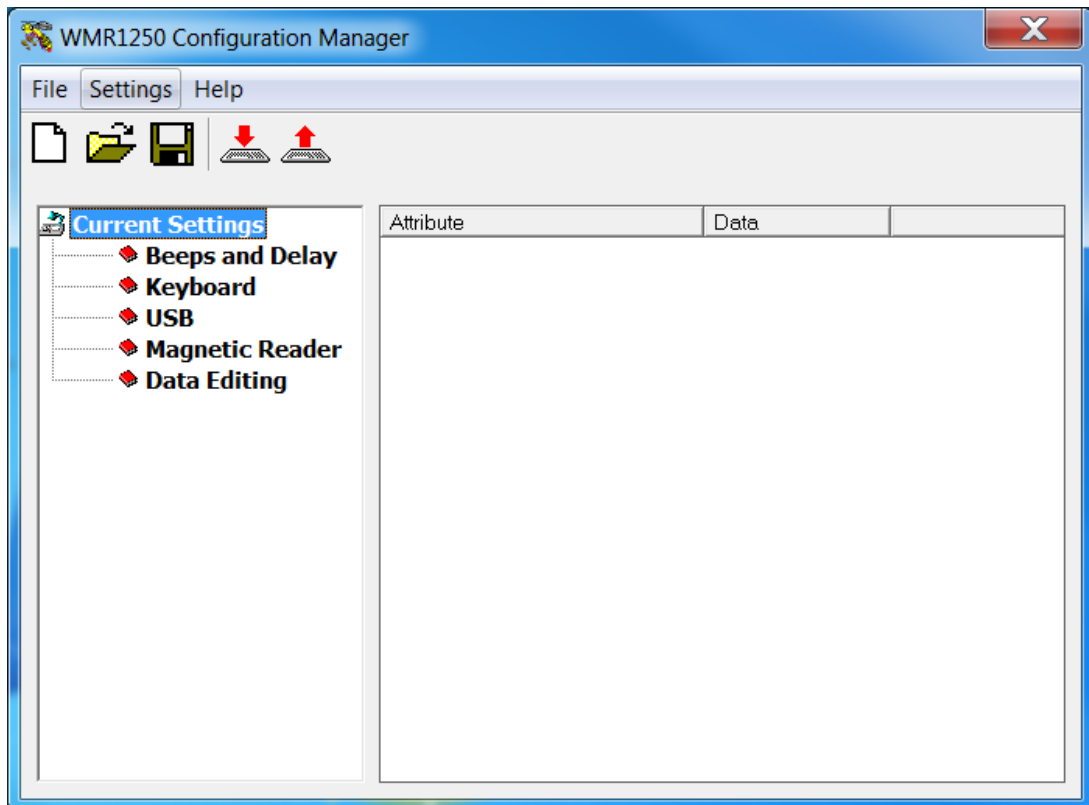 WMR1250 Configuration Manager
File Settings Help
Current Settings
Beeps and Delay
Keyboard
USB
Magnetic Reader
Data Editing
Attribute Data